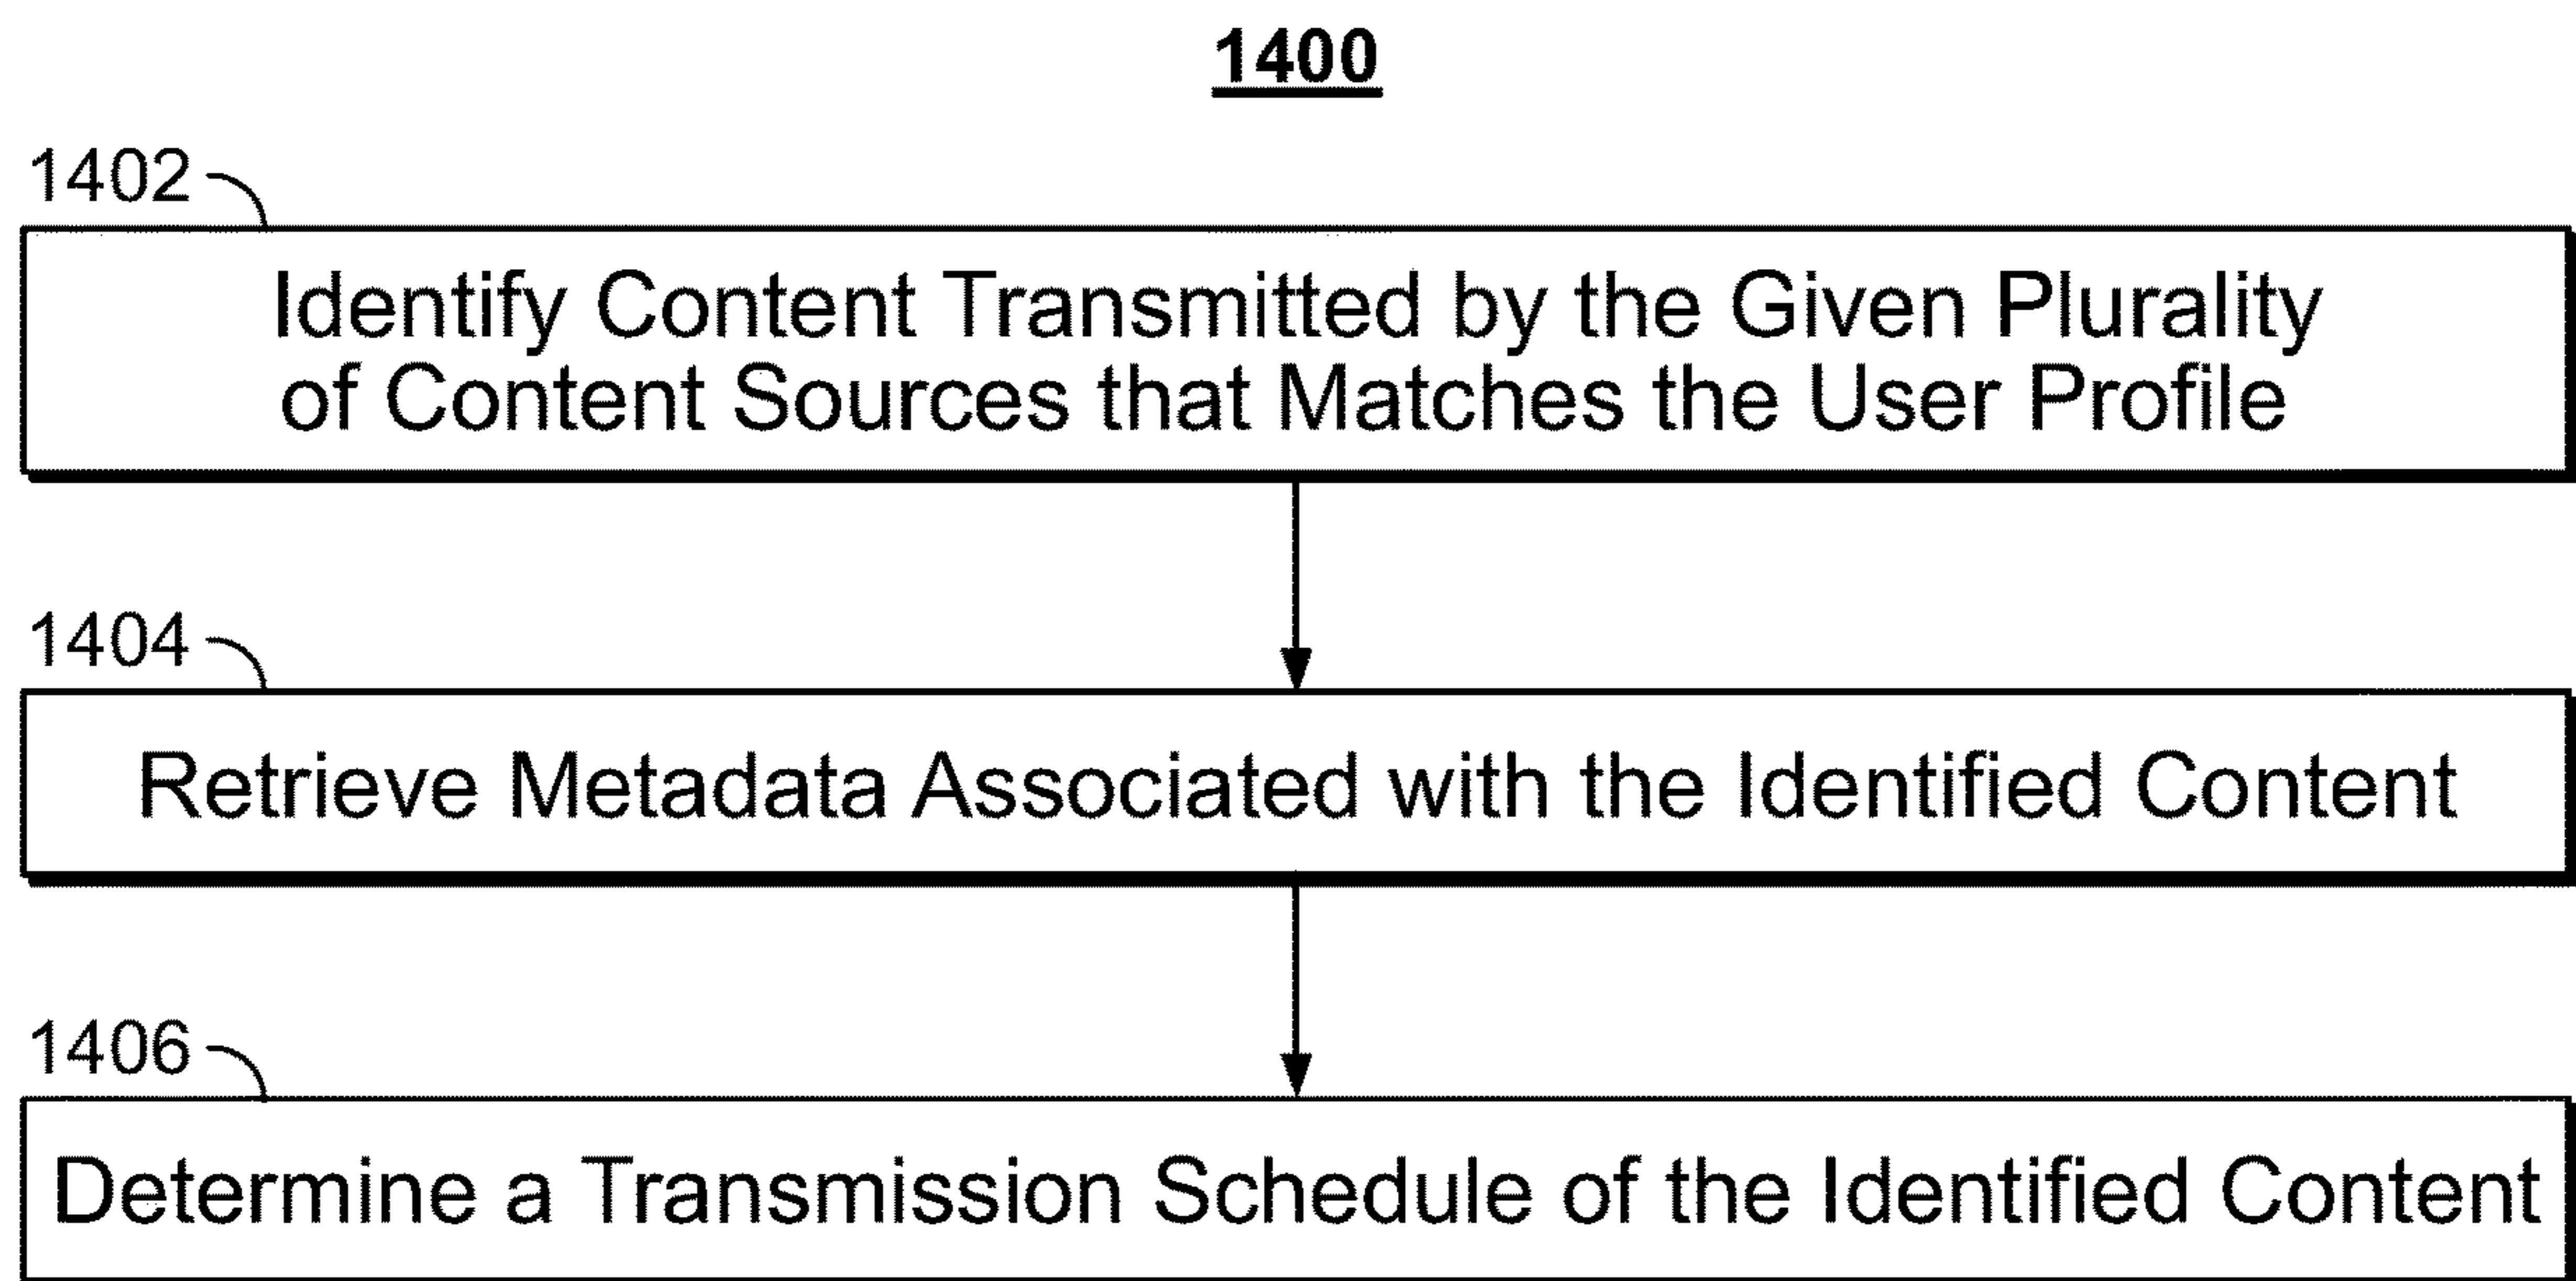 1400
1402
Identify Content Transmitted by the Given Plurality
of Content Sources that Matches the User Profile
1404
Retrieve Metadata Associated with the Identified Content
1406
Determine a Transmission Schedule of the Identified Content